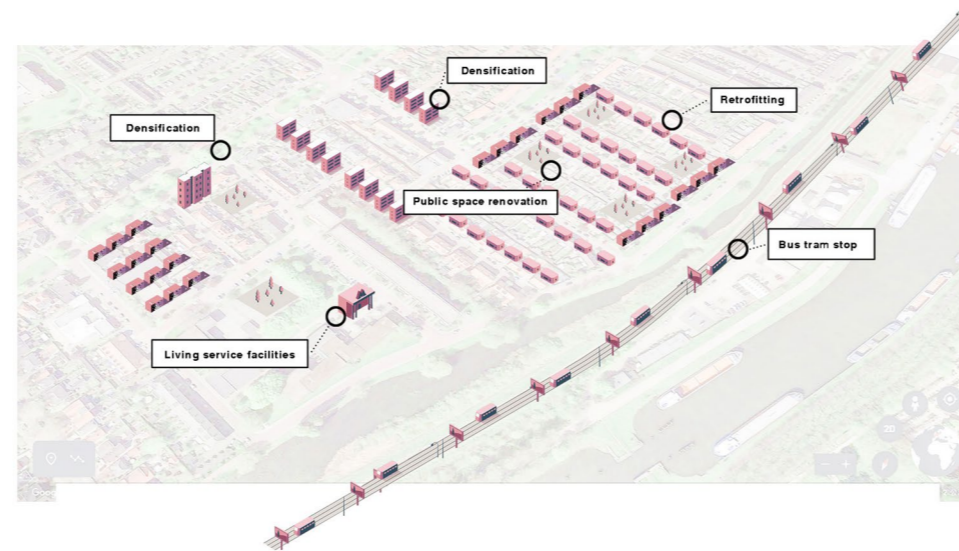 Densification
Densification
Retrofitting
Public space renovation
Bus tram stop
Living service facilities